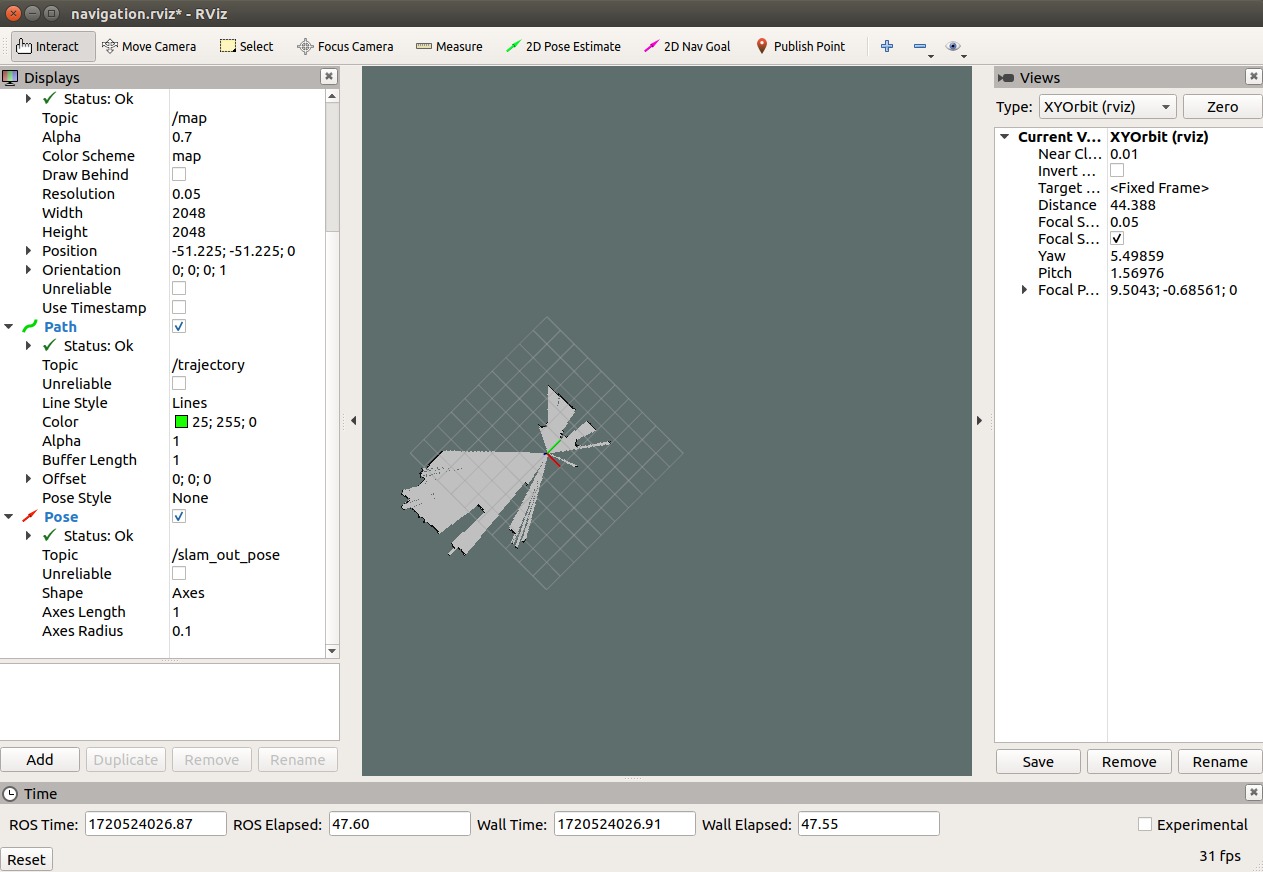 navigation.rviz* - RViz
Interact Move Camera Select Focus Camera Measure 2D Pose Estimate 2D Nav Goal Publish Point
Displays
Status: Ok
Topic /map
Alpha 0.7
Color Scheme map
Draw Behind
Resolution 0.05
Width 2048
Height 2048
Position -51.225; -51.225; 0
Orientation 0; 0; 0; 1
Unreliable
Use Timestamp
Path
Status: Ok
Topic /trajectory
Unreliable
Line Style Lines
Color 25; 255; 0
Alpha 1
Buffer Length 1
Offset 0; 0; 0
Pose Style None
Pose
Status: Ok
Topic /slam_out_pose
Unreliable
Shape Axes
Axes Length 1
Axes Radius 0.1
Add Duplicate Remove Rename
Views
Type: XYOrbit (rviz) Zero
Current V... XYOrbit (rviz)
Near Cl... 0.01
Invert ...
Target ... <Fixed Frame>
Distance 44.388
Focal S... 0.05
Focal S...
Yaw 5.49859
Pitch 1.56976
Focal P... 9.5043; -0.68561; 0
Save Remove Rename
Time
ROS Time: 1720524026.87 ROS Elapsed: 47.60 Wall Time: 1720524026.91 Wall Elapsed: 47.55 Experimental
Reset 31 fps